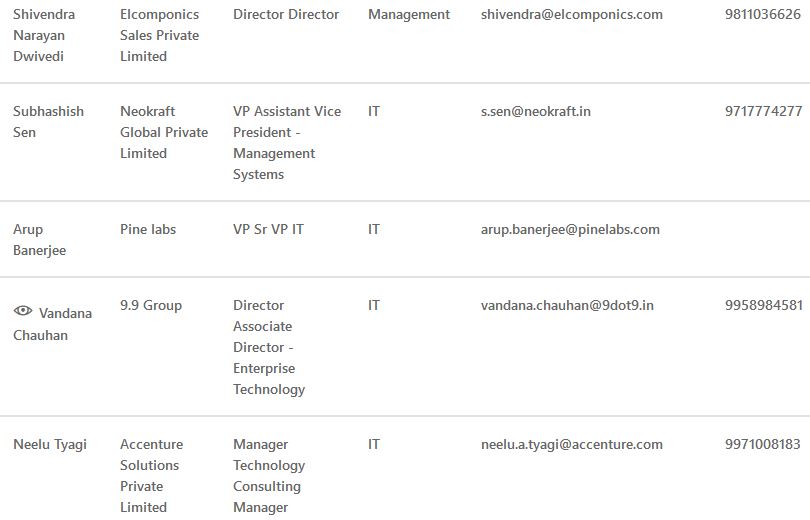 Shivendra Elcomponics Director Director Management shivendra@elcomponics.com 9811036626
Narayan Sales Private
Dwivedi Limited
Subhashish Neokraft VP Assistant Vice IT s.sen@neokraft.in 9717774277
Sen Global Private President -
Limited Management
Systems
Arup Pine labs VP Sr VP IT IT arup.banerjee@pinelabs.com
Banerjee
Vandana 9.9 Group Director IT vandana.chauhan@9dot9.in 9958984581
Chauhan Associate
Director -
Enterprise
Technology
Neelu Tyagi Accenture Manager IT neelu.a.tyagi@accenture.com 9971008183
Solutions Technology
Private Consulting
Limited Manager